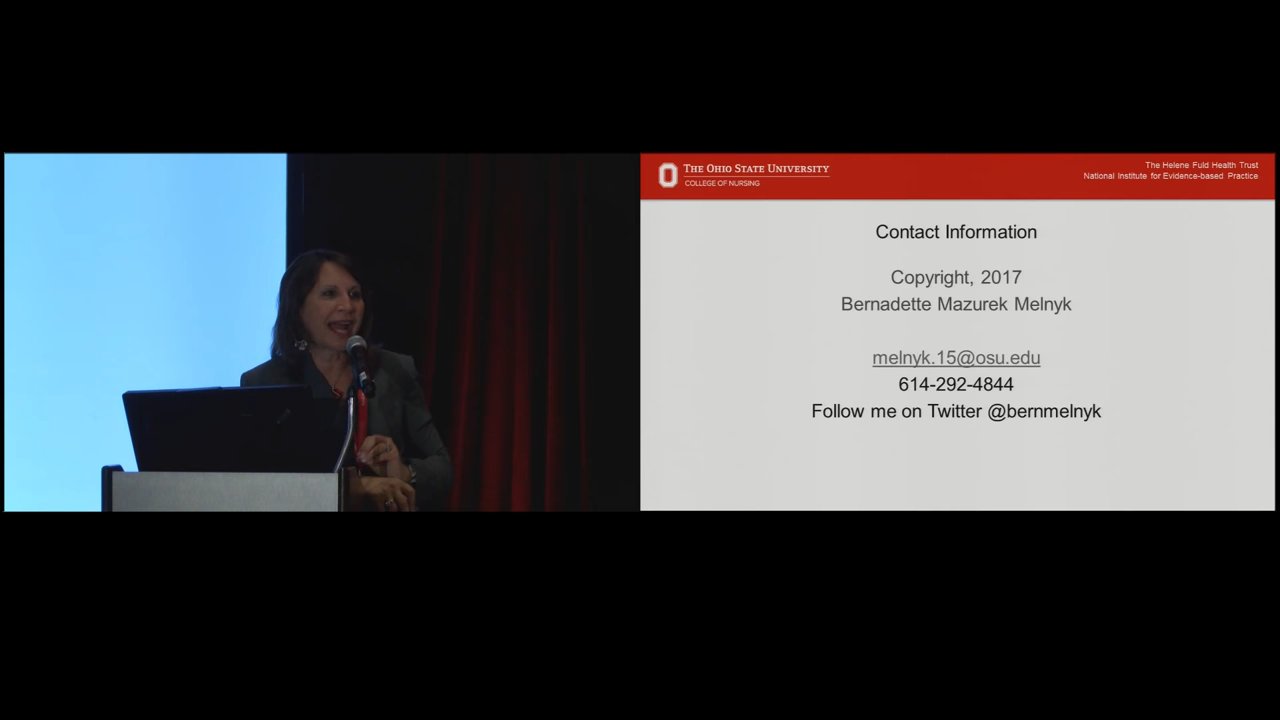 THE OHIO STATE UNIVERSITY
COLLEGE OF NURSING
The Helene Fuld Health Trust
National Institute for Evidence-based Practice
Contact Information
Copyright, 2017
Bernadette Mazurek Melnyk
melnyk.15@osu.edu
614-292-4844
Follow me on Twitter @bernmelnyk